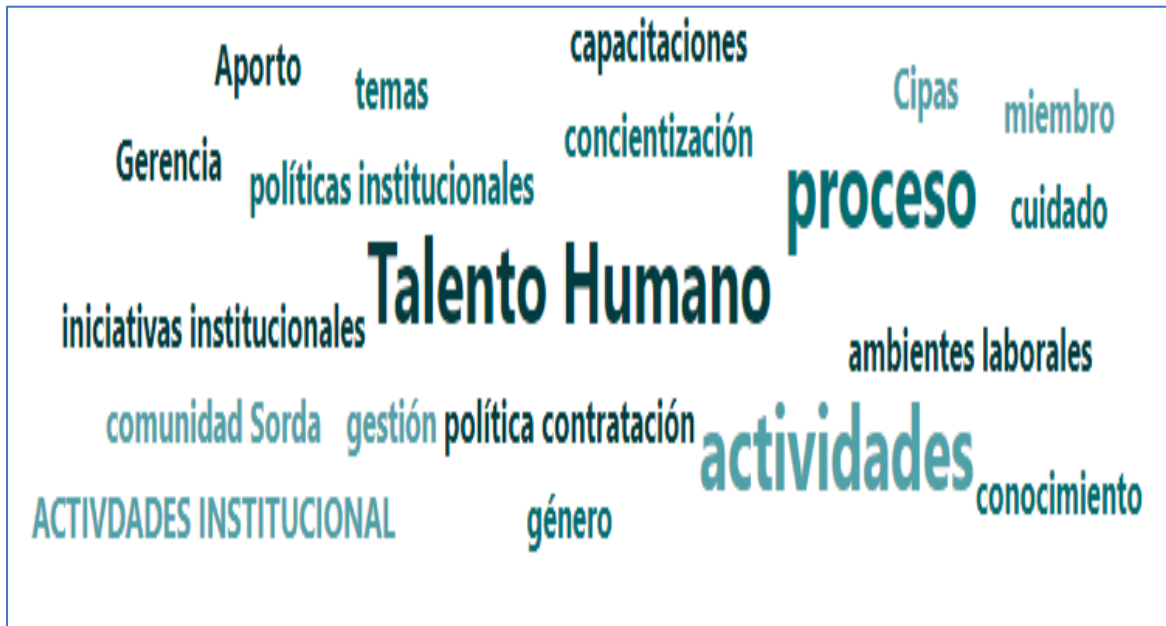 capacitaciones
Aporto
temas
Cipas
miembro
concientización
Gerencia
políticas institucionales
proceso
cuidado
Talento Humano
iniciativas institucionales
ambientes laborales
comunidad Sorda
gestión
política contratación
actividades
conocimiento
ACTIVDADES INSTITUCIONAL
género